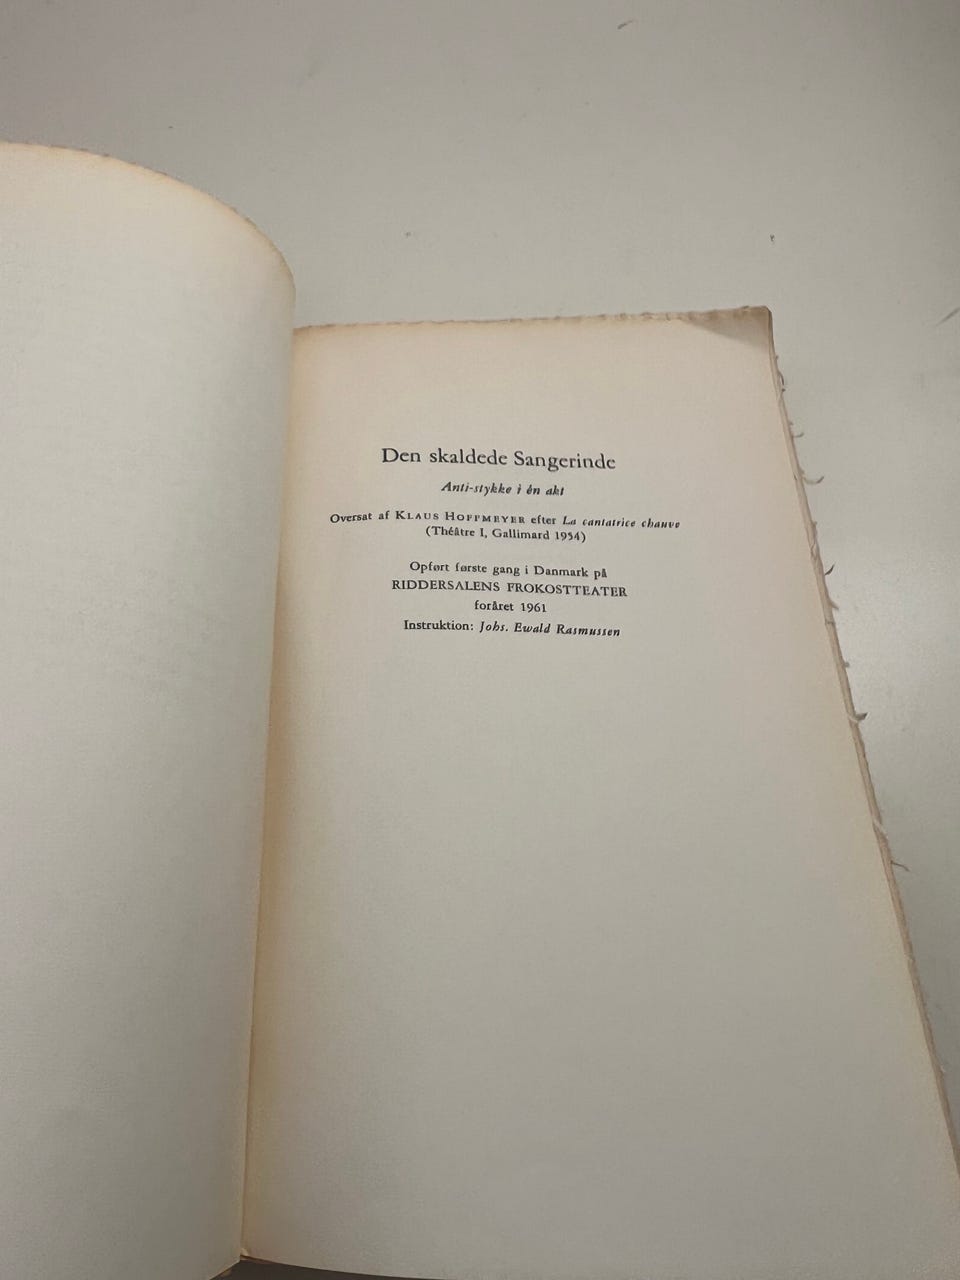 Den skaldede Sangerinde
Anti-stykke i én akt
Oversat af KLAUS HOFFMEYER efter La cantatrice chauve
(Théâtre I, Gallimard 1954)
Opført første gang i Danmark på
RIDDERSALENS FROKOSTTEATER
foråret 1961
Instruktion: Johs. Ewald Rasmussen